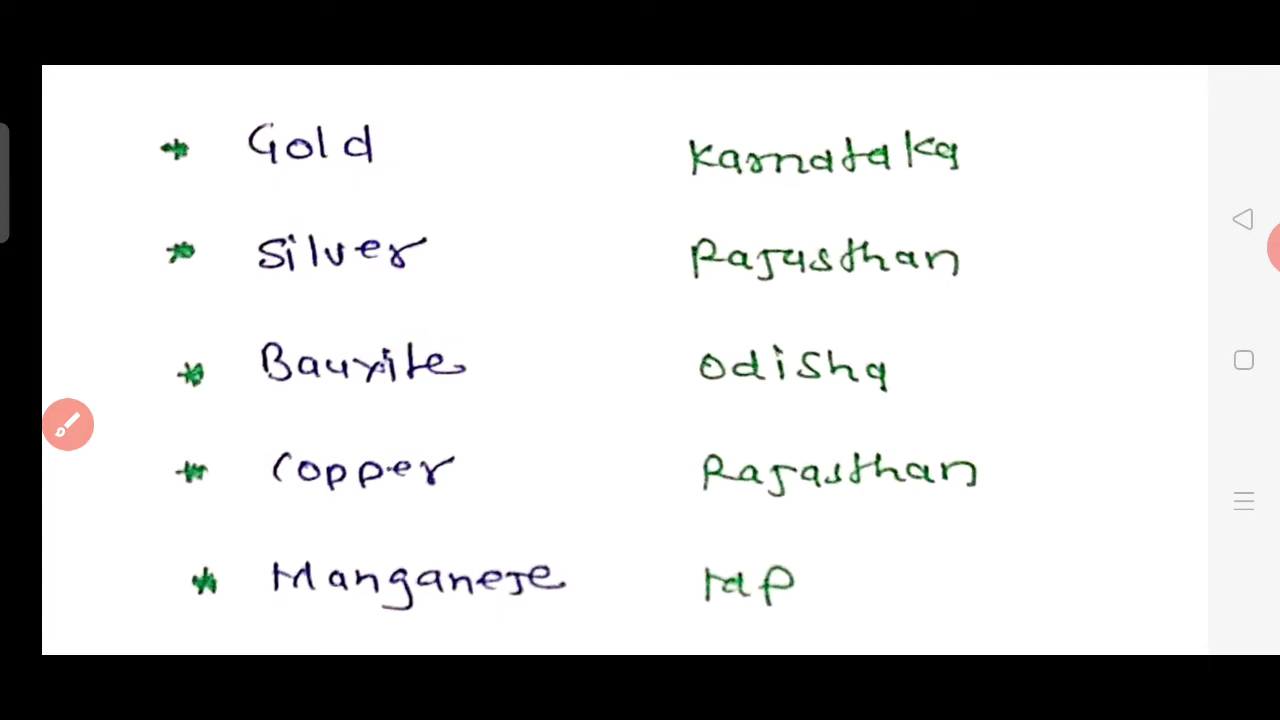 Gold Karnataka
Silver Rajasthan
Bauxite Odisha
Copper Rajasthan
Manganese MP